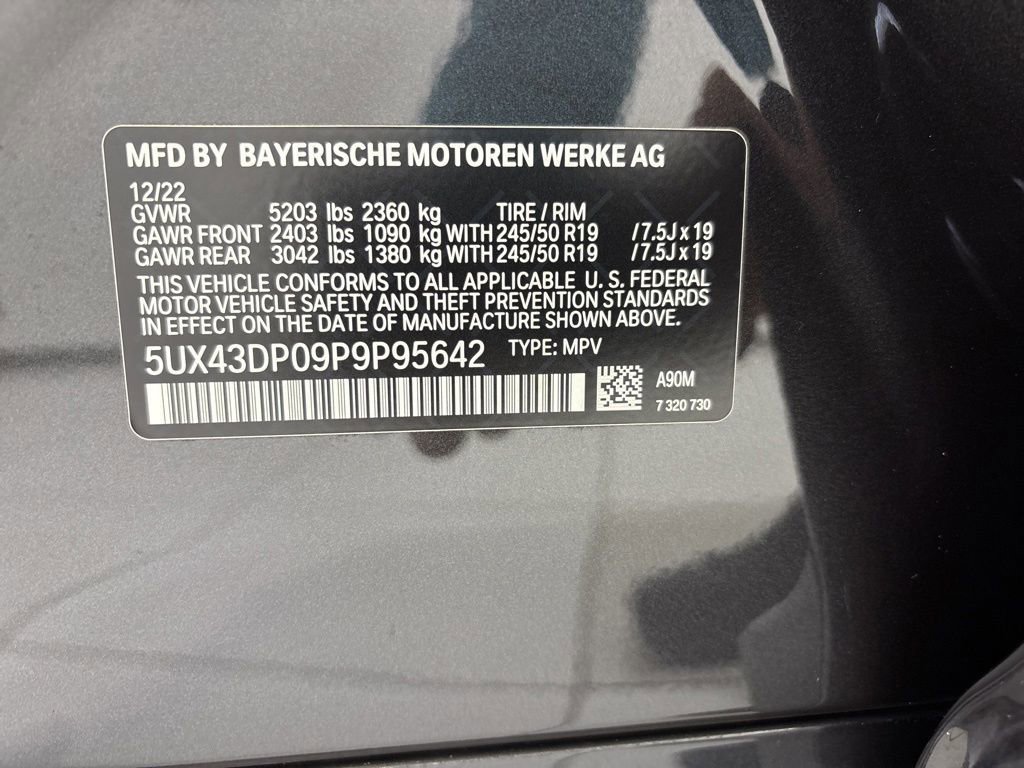 MFD BY BAYERISCHE MOTOREN WERKE AG
12/22
GVWR 5203 lbs 2360 kg TIRE / RIM
GAWR FRONT 2403 lbs 1090 kg WITH 245/50 R19 / 7.5J x 19
GAWR REAR 3042 lbs 1380 kg WITH 245/50 R19 / 7.5J x 19
THIS VEHICLE CONFORMS TO ALL APPLICABLE U. S. FEDERAL
MOTOR VEHICLE SAFETY AND THEFT PREVENTION STANDARDS
IN EFFECT ON THE DATE OF MANUFACTURE SHOWN ABOVE.
5UX43DP09P9P95642 TYPE: MPV
A90M
7 320 730